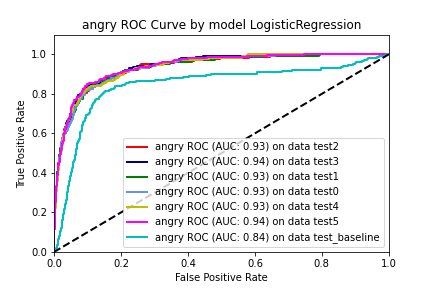 angry ROC Curve by model LogisticRegression
True Positive Rate
1.0
0.8
0.6
0.4
0.2
0.0
angry ROC (AUC: 0.93) on data test2
angry ROC (AUC: 0.94) on data test3
angry ROC (AUC: 0.93) on data test1
angry ROC (AUC: 0.93) on data test0
angry ROC (AUC: 0.93) on data test4
angry ROC (AUC: 0.94) on data test5
angry ROC (AUC: 0.84) on data test_baseline
0.0 0.2 0.4 0.6 0.8 1.0
False Positive Rate